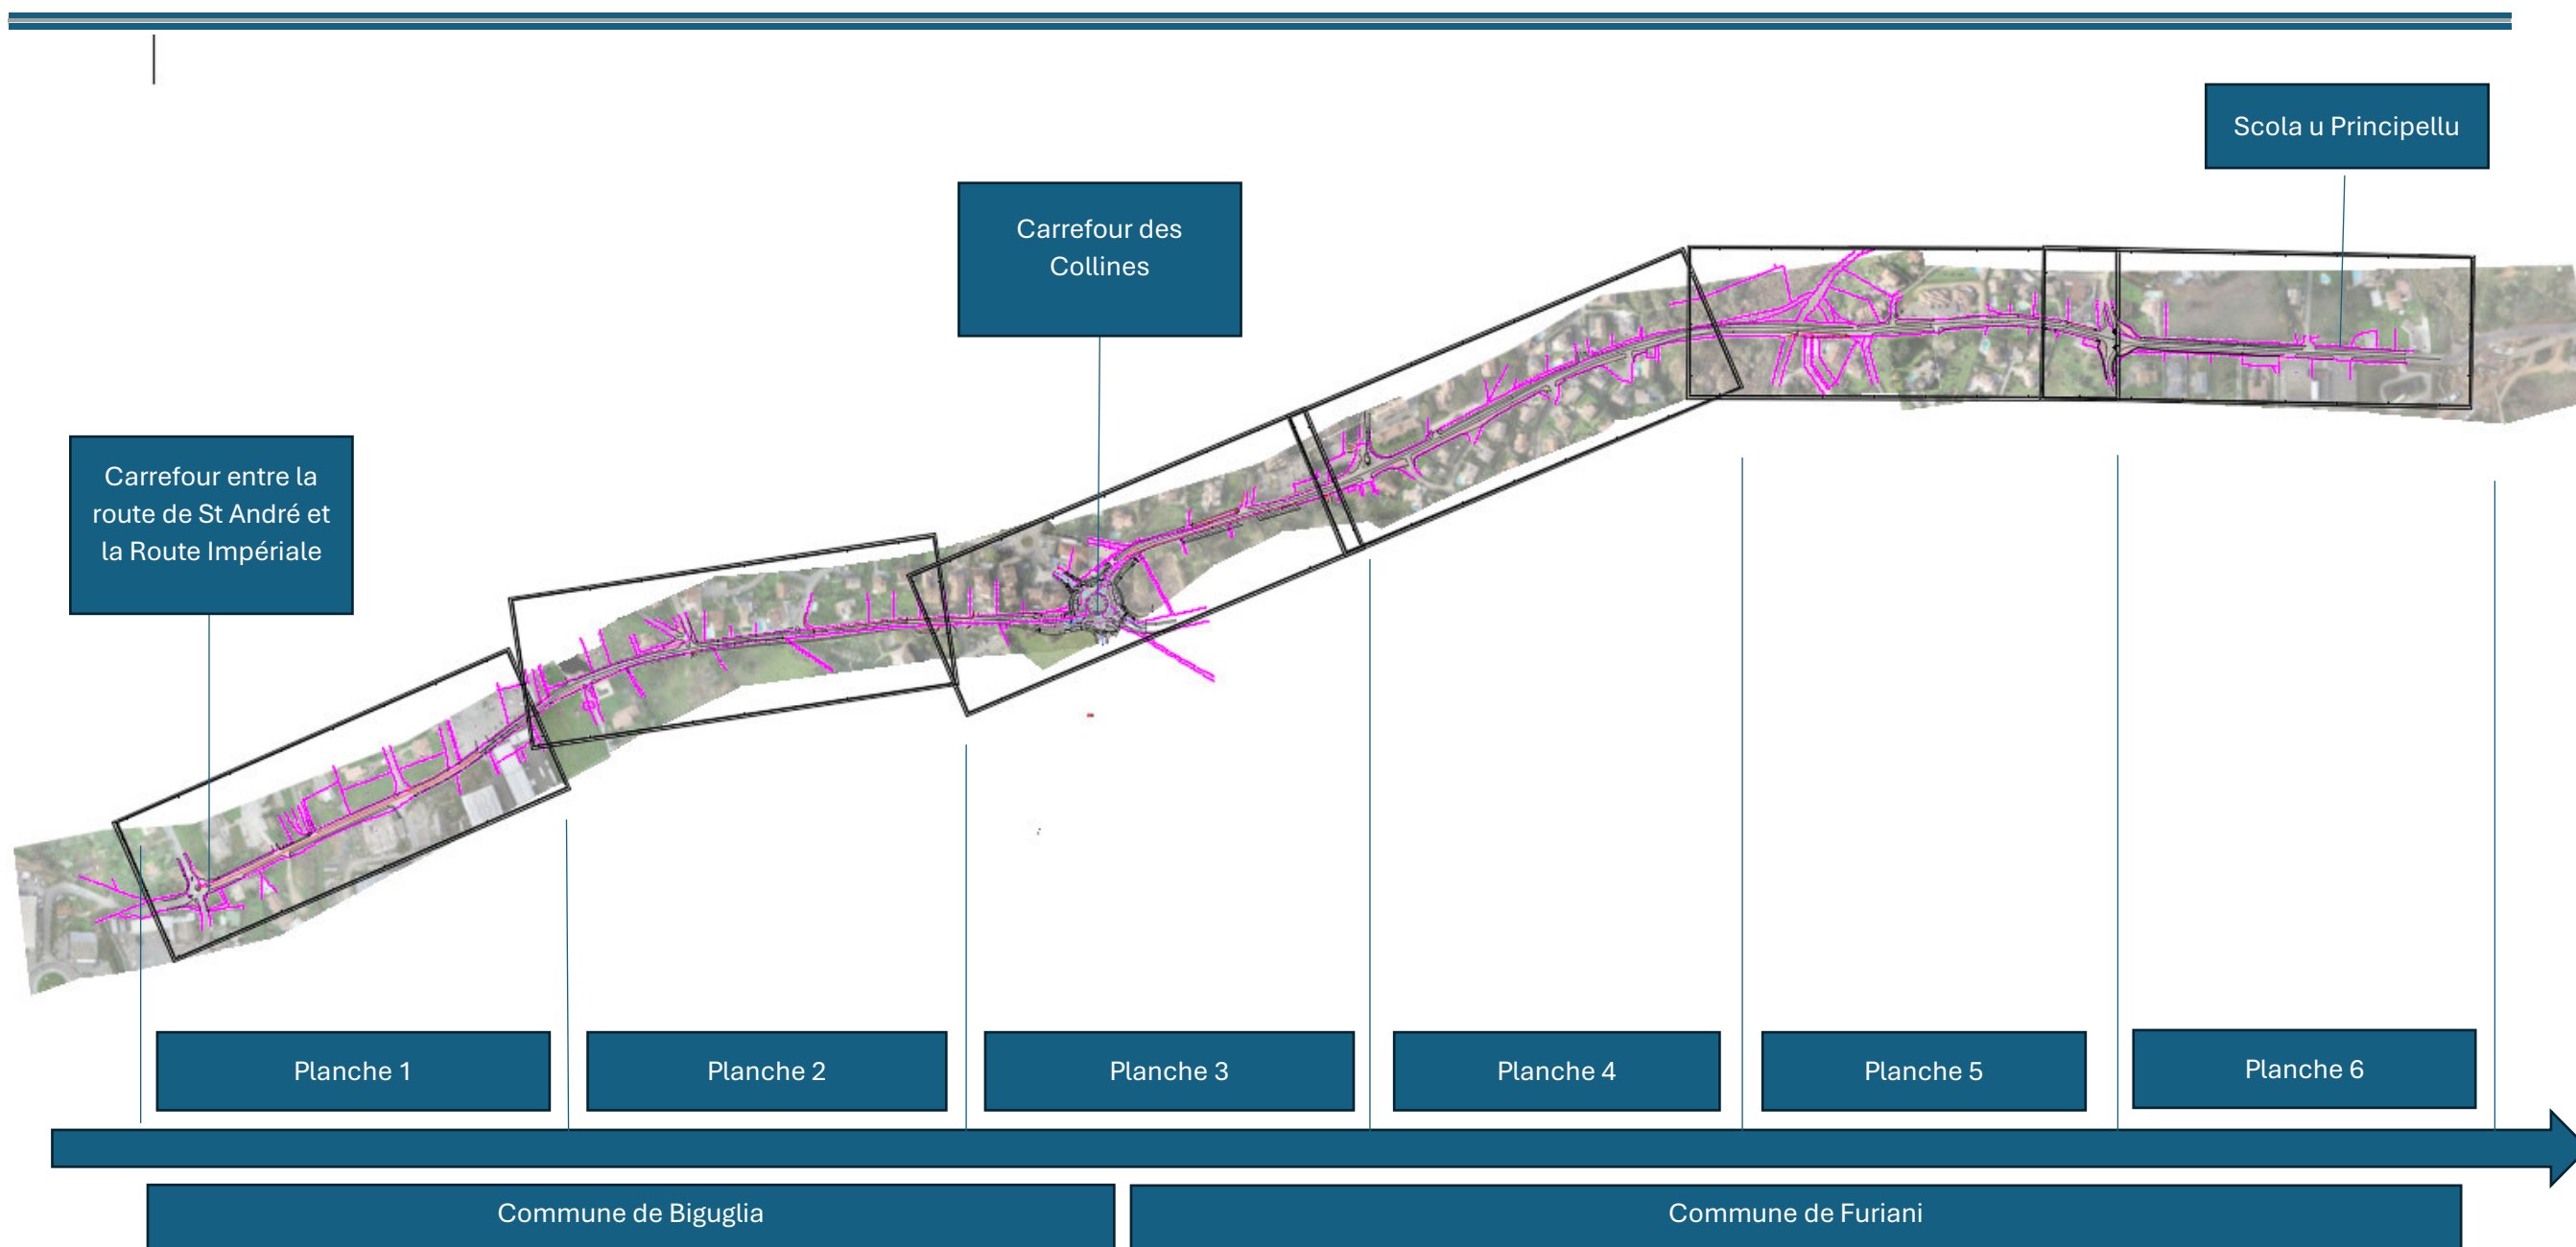 Scola u Principellu
Carrefour des
Collines
Carrefour entre la
route de St André et
la Route Impériale
Planche 1
Planche 2
Planche 3
Planche 4
Planche 5
Planche 6
Commune de Biguglia
Commune de Furiani